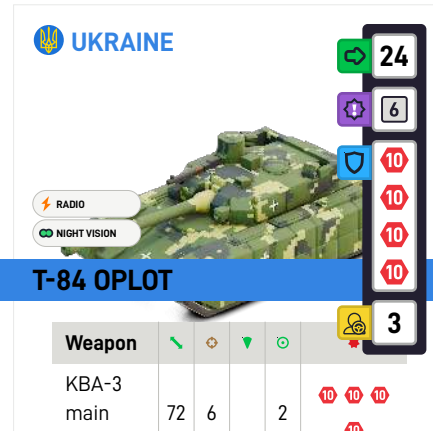 UKRAINE
24
6
10
RADIO
10
NIGHT VISION
10
T-84 OPLOT
10
3
Weapon
KBA-3
main
72 6 2
10 10 10
10